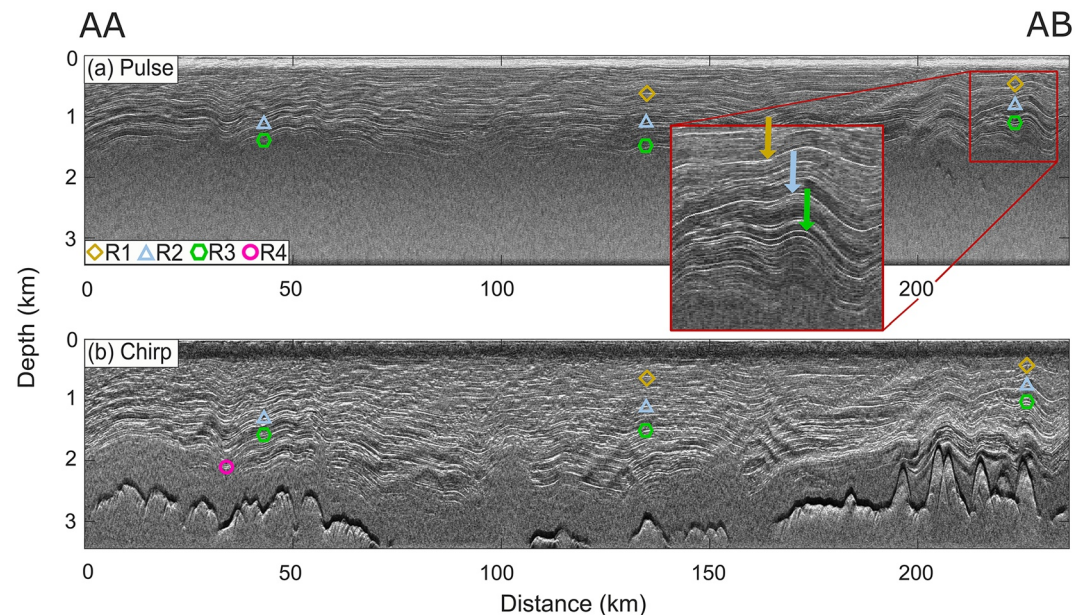 AA AB
0
(a) Pulse
1
2
3
R1 R2 R3 R4
0 50 100 200
Depth (km)
0
(b) Chirp
1
2
3
0 50 100 150 200
Distance (km)